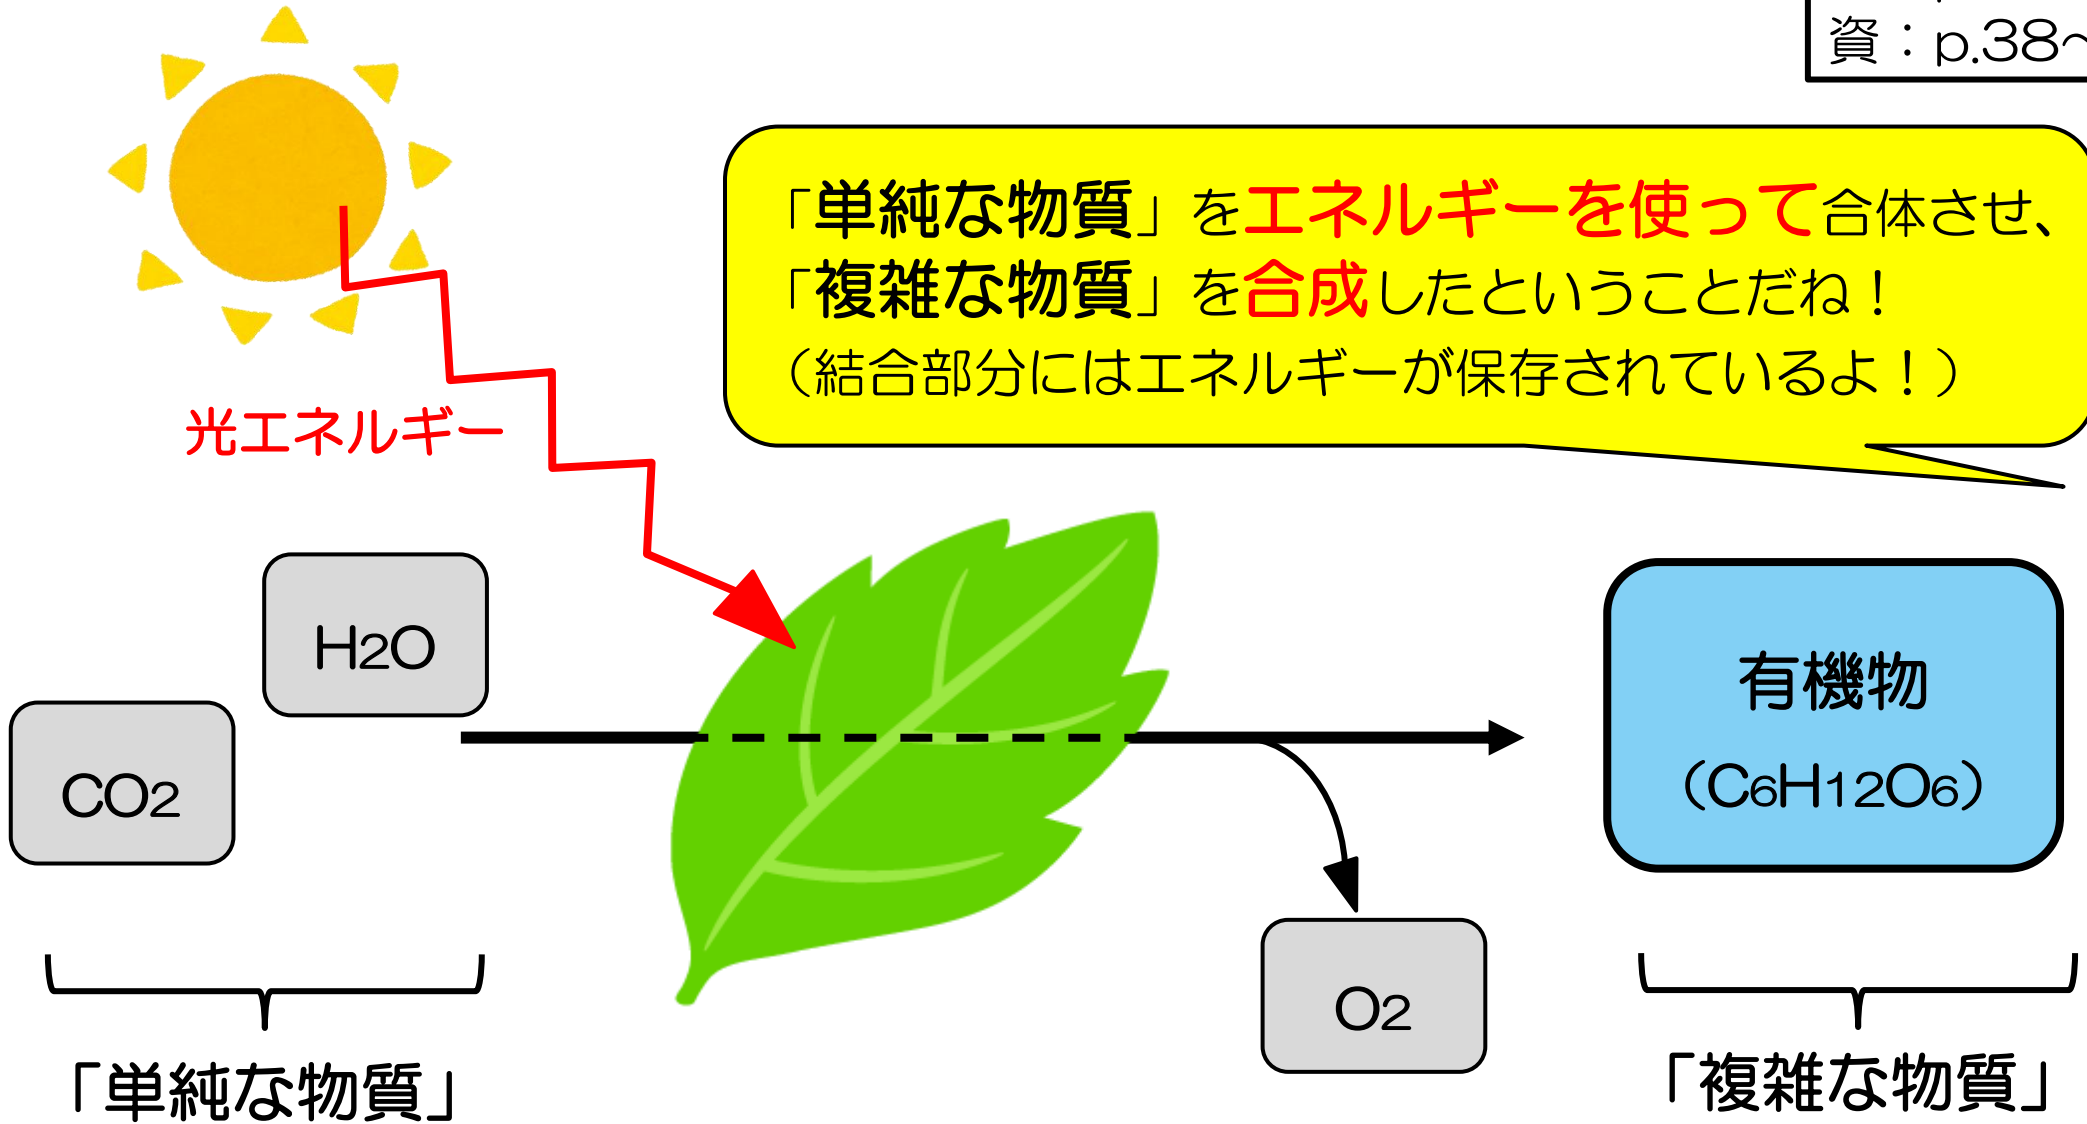 資：p.38～
「単純な物質」をエネルギーを使って合体させ、
「複雑な物質」を合成したということだね！
（結合部分にはエネルギーが保存されているよ！）
光エネルギー
H2O
CO2
有機物
（C6H12O6）
O2
「単純な物質」
「複雑な物質」